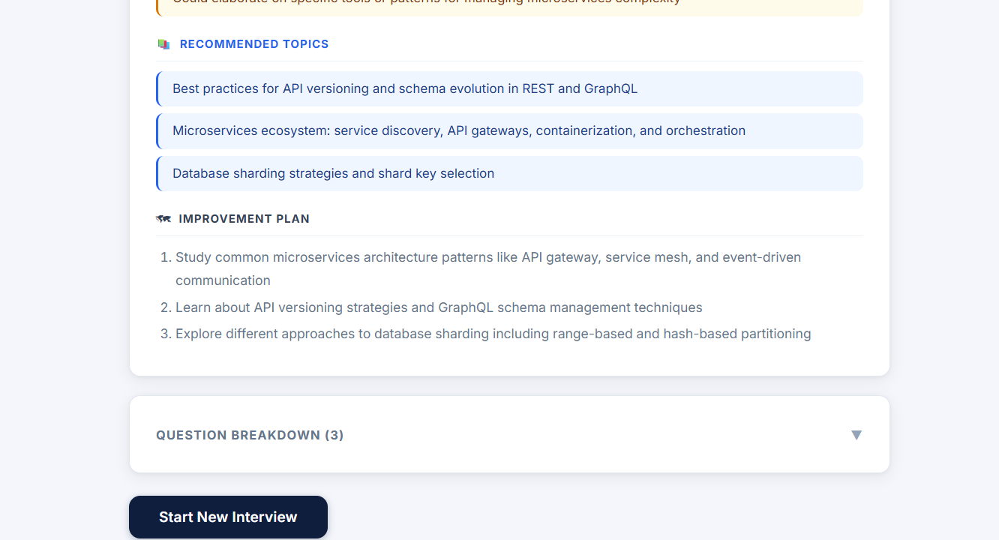 Could elaborate on specific tools or patterns for managing microservices complexity
RECOMMENDED TOPICS
Best practices for API versioning and schema evolution in REST and GraphQL
Microservices ecosystem: service discovery, API gateways, containerization, and orchestration
Database sharding strategies and shard key selection
IMPROVEMENT PLAN
1. Study common microservices architecture patterns like API gateway, service mesh, and event-driven
communication
2. Learn about API versioning strategies and GraphQL schema management techniques
3. Explore different approaches to database sharding including range-based and hash-based partitioning
QUESTION BREAKDOWN (3)
Start New Interview